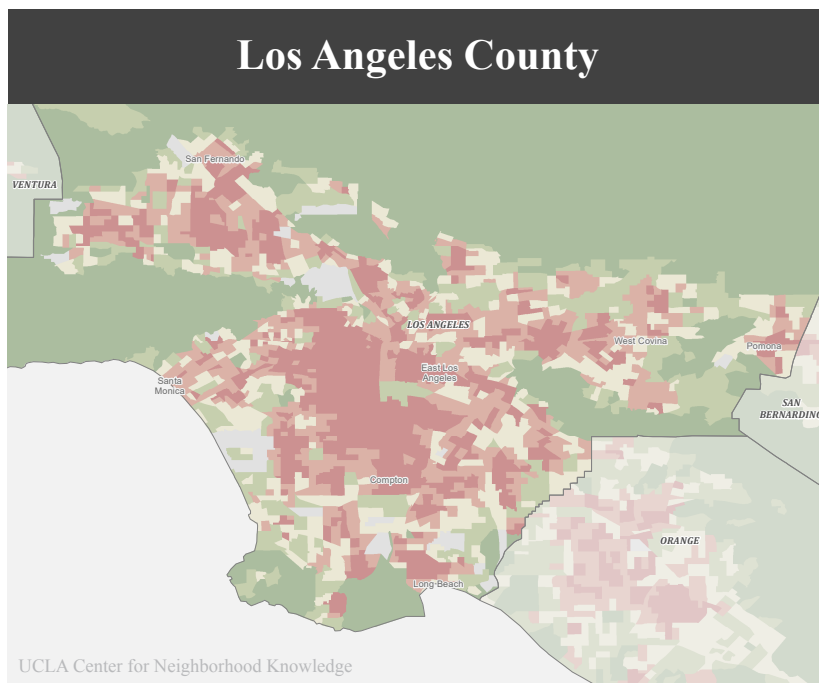 Los Angeles County
San Fernando
VENTURA
LOS ANGELES
West Covina
Pomona
East Los
Angeles
Santa
Monica
SAN
BERNARDINO
Compton
ORANGE
Long Beach
UCLA Center for Neighborhood Knowledge